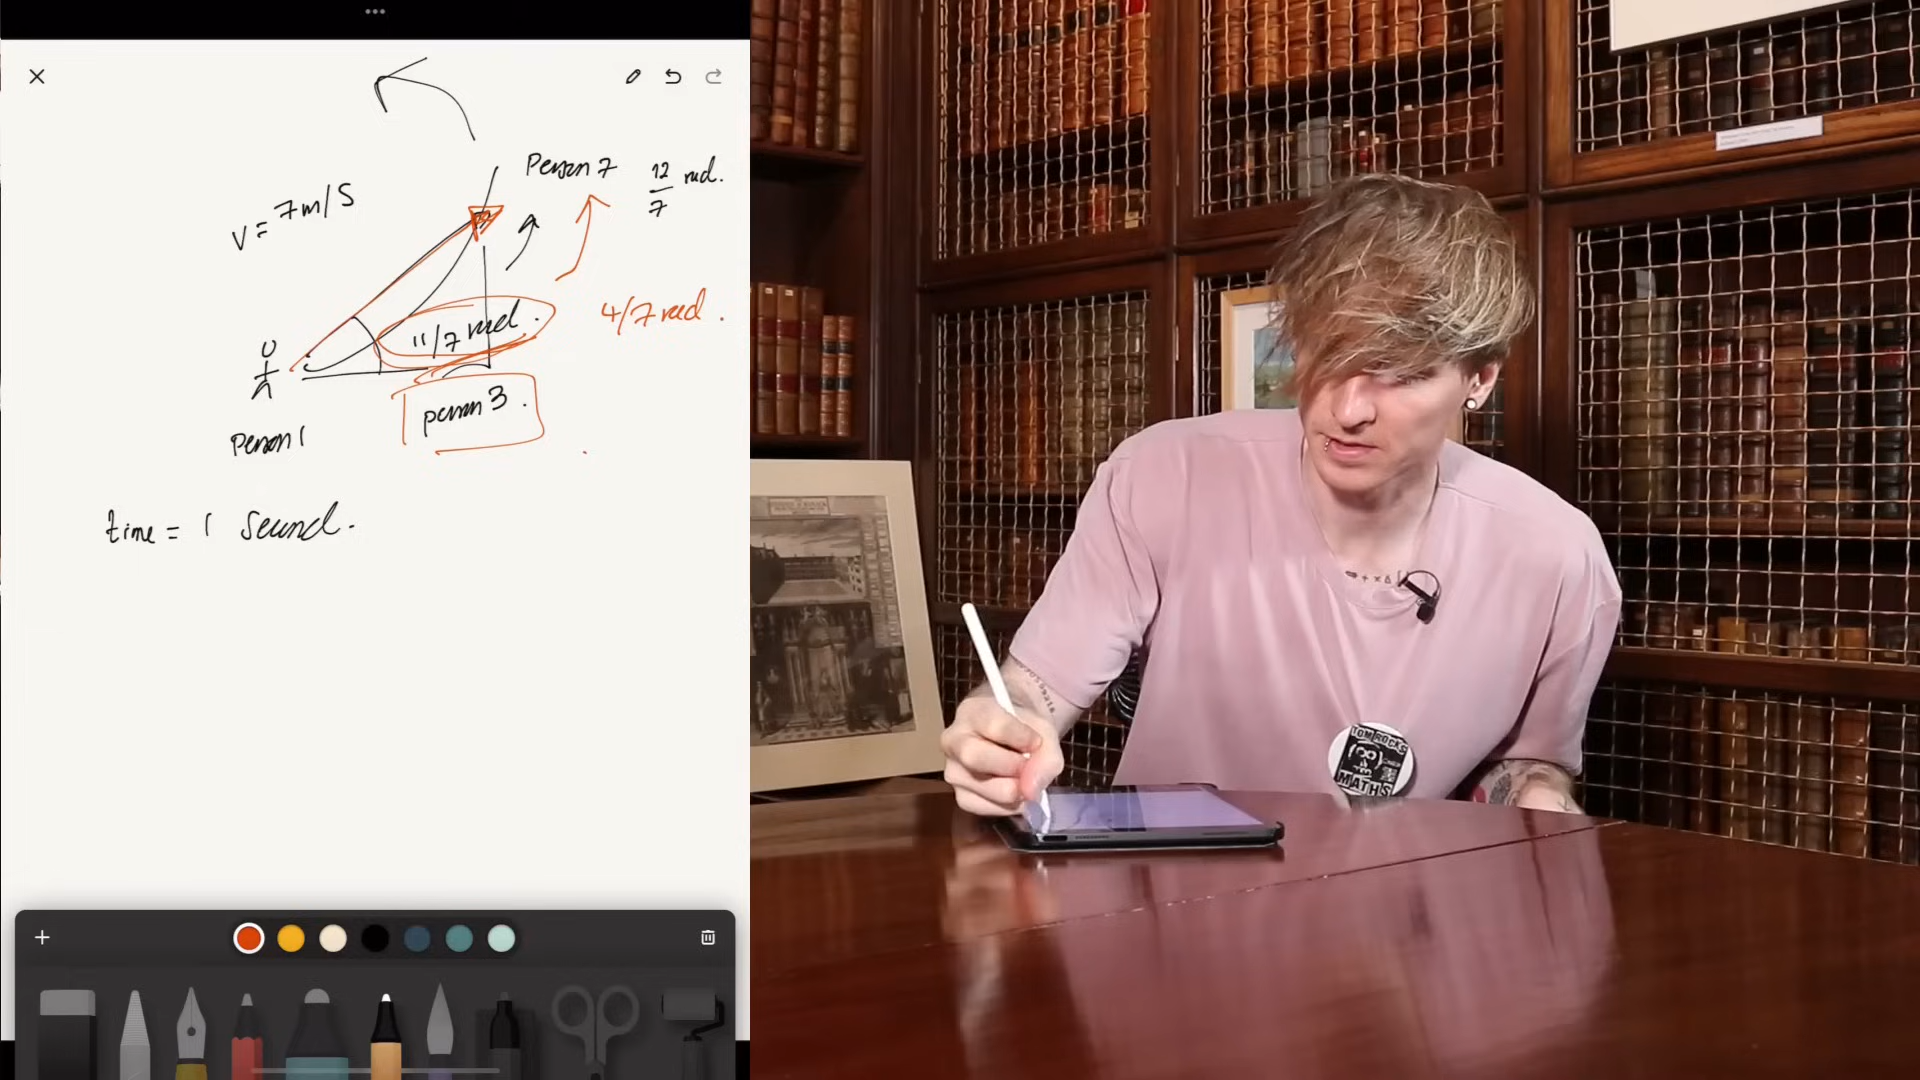 Person 7
12
7
rad.
V = 7m/s
11/7 rad.
4/7 rad.
person 3.
Person 1
time = 1 second.
TOM ROCKS
MATHS